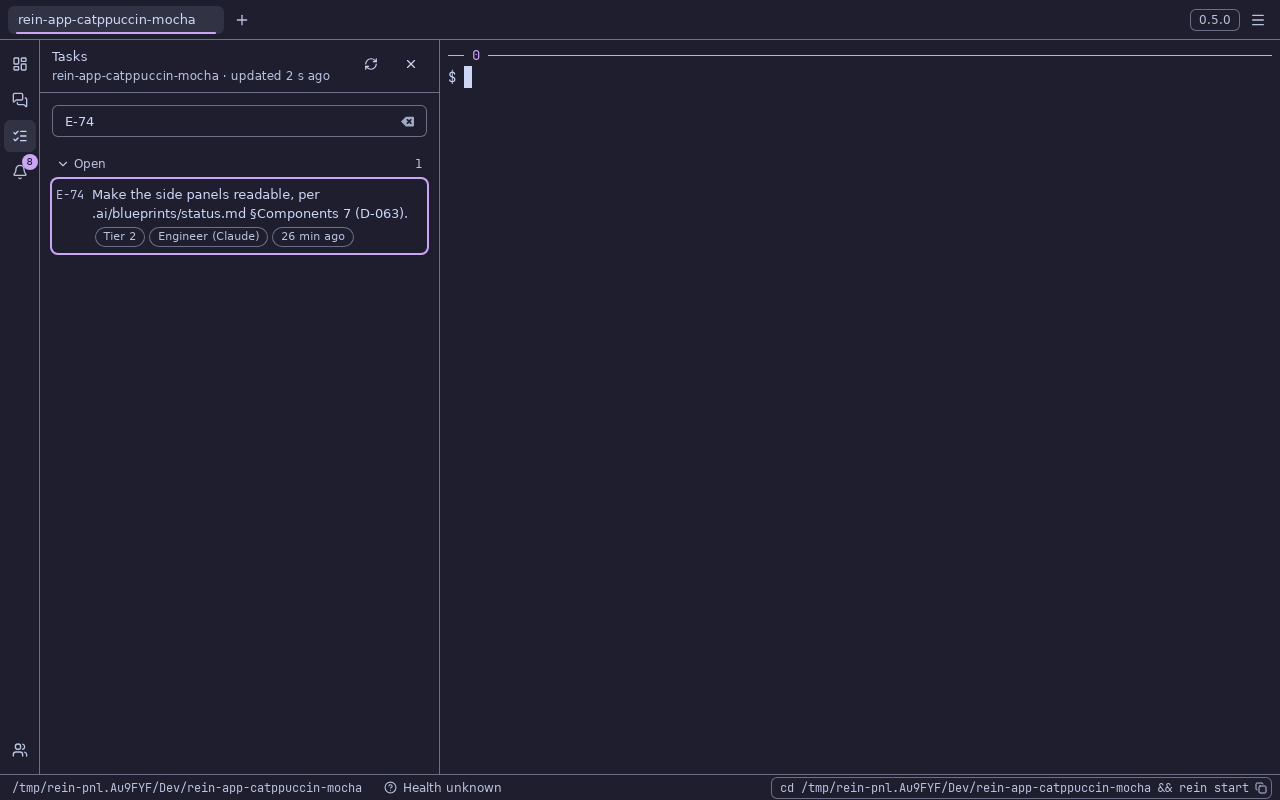 rein-app-catppuccin-mocha
0.5.0
Tasks
rein-app-catppuccin-mocha · updated 2 s ago
E-74
Open 1
E-74 Make the side panels readable, per
.ai/blueprints/status.md §Components 7 (D-063).
Tier 2 Engineer (Claude) 26 min ago
8
0
$
/tmp/rein-pnl.Au9FYF/Dev/rein-app-catppuccin-mocha Health unknown cd /tmp/rein-pnl.Au9FYF/Dev/rein-app-catppuccin-mocha && rein start